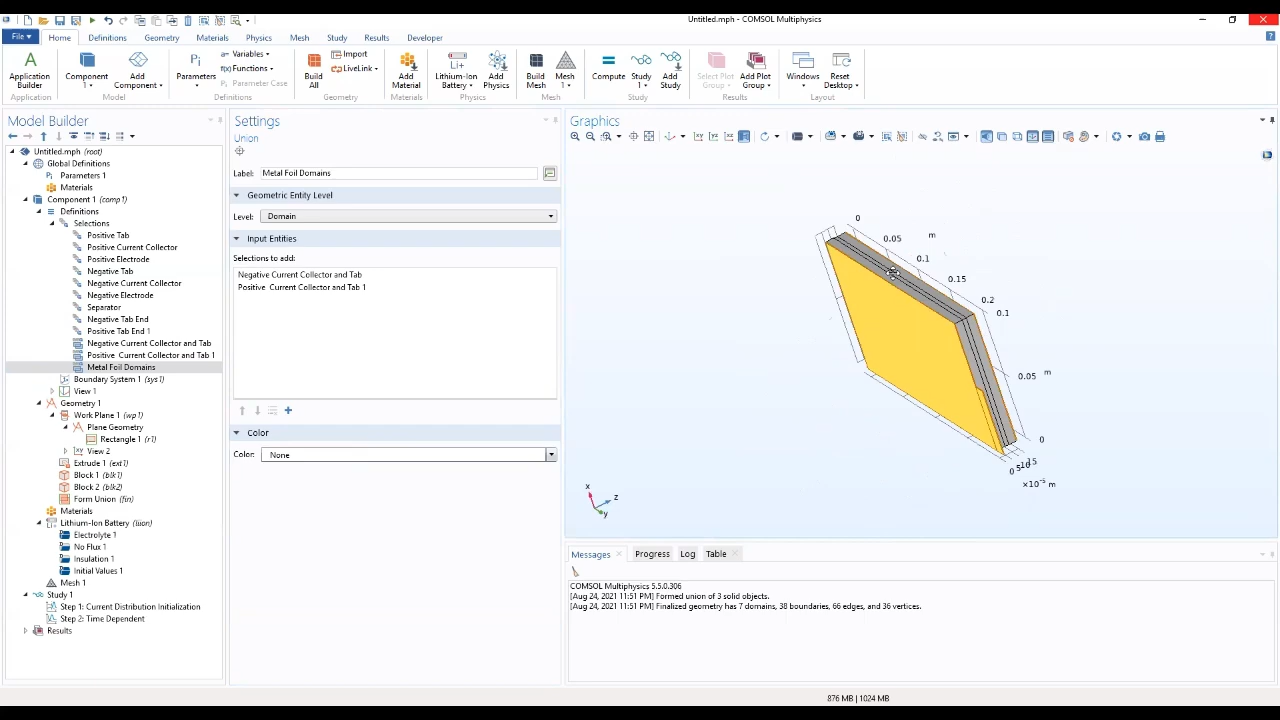 Untitled.mph - COMSOL Multiphysics
File
Home
Definitions
Geometry
Materials
Physics
Mesh
Study
Results
Developer
Application Builder
Application
Component 1
Add Component
Model
Parameters
Variables
Functions
Parameter Case
Definitions
Build All
Import
LiveLink
Geometry
Add Material
Materials
Lithium-Ion Battery
Add Physics
Physics
Build Mesh
Mesh 1
Mesh
Compute
Study 1
Add Study
Study
Select Plot Group
Add Plot Group
Results
Windows
Reset Desktop
Layout
Model Builder
Untitled.mph (root)
Global Definitions
Parameters 1
Materials
Component 1 (comp1)
Definitions
Selections
Positive Tab
Positive Current Collector
Positive Electrode
Negative Tab
Negative Current Collector
Negative Electrode
Separator
Negative Tab End
Positive Tab End 1
Negative Current Collector and Tab
Positive  Current Collector and Tab 1
Metal Foil Domains
Boundary System 1 (sys1)
View 1
Geometry 1
Work Plane 1 (wp1)
Plane Geometry
Rectangle 1 (r1)
View 2
Extrude 1 (ext1)
Block 1 (blk1)
Block 2 (blk2)
Form Union (fin)
Materials
Lithium-Ion Battery (liion)
Electrolyte 1
No Flux 1
Insulation 1
Initial Values 1
Mesh 1
Study 1
Step 1: Current Distribution Initialization
Step 2: Time Dependent
Results
Settings
Union
Label: Metal Foil Domains
Geometric Entity Level
Level: Domain
Input Entities
Selections to add:
Negative Current Collector and Tab
Positive  Current Collector and Tab 1
Color
Color: None
Graphics
0
0.05
m
0.1
0.15
0.2
0.1
0.05
m
0
0
5
10
15
×10⁻⁵ m
x
z
y
Messages
Progress
Log
Table
COMSOL Multiphysics 5.5.0.306
[Aug 24, 2021 11:51 PM] Formed union of 3 solid objects.
[Aug 24, 2021 11:51 PM] Finalized geometry has 7 domains, 38 boundaries, 66 edges, and 36 vertices.
876 MB | 1024 MB